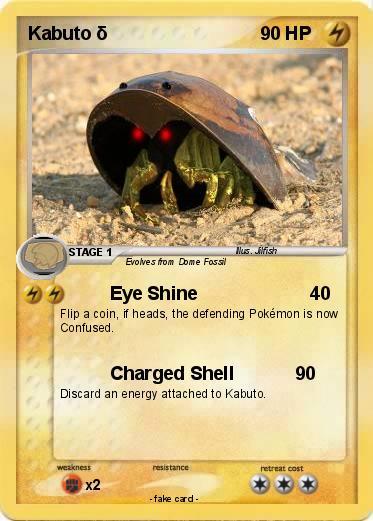 Kabuto δ 90 HP
STAGE 1 Illus. Jilfish
Evolves from Dome Fossil
Eye Shine 40
Flip a coin, if heads, the defending Pokémon is now
Confused.
Charged Shell 90
Discard an energy attached to Kabuto.
weakness resistance retreat cost
x2
- fake card -